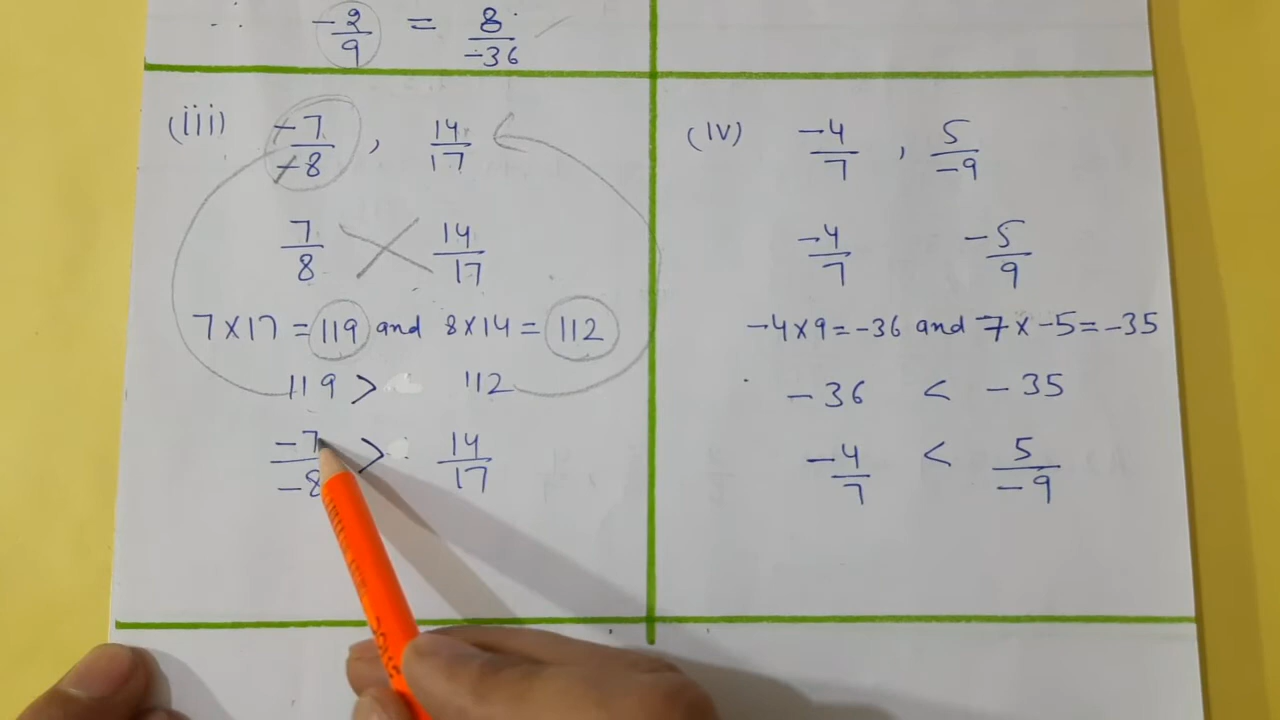 ∴ -2/9 = 8/-36
(iii) -7/-8 , 14/17
7/8 14/17
7 x 17 = 119 and 8 x 14 = 112
119 > 112
-7/-8 > 14/17
(iv) -4/7 , 5/-9
-4/7 -5/9
-4 x 9 = -36 and 7 x -5 = -35
-36 < -35
-4/7 < 5/-9